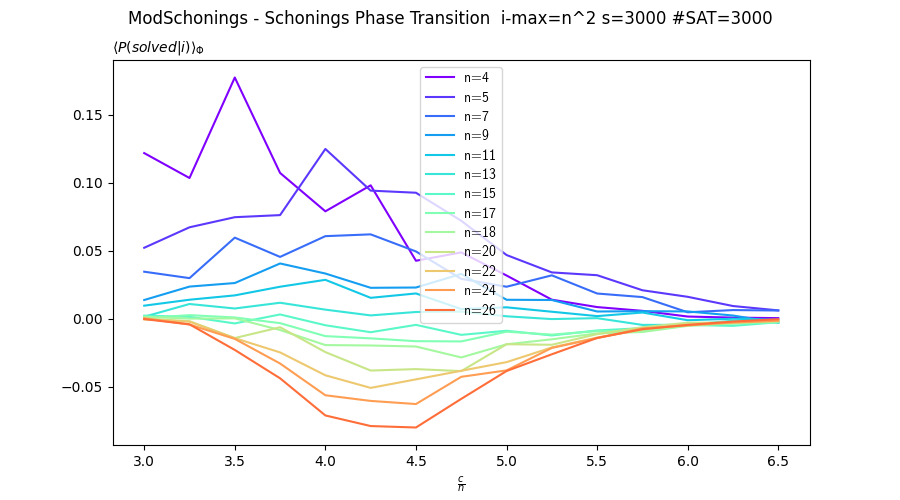 ModSchonings - Schonings Phase Transition  i-max=n^2 s=3000 #SAT=3000
⟨P(solved|i)⟩Φ
n=4
n=5
n=7
n=9
n=11
n=13
n=15
n=17
n=18
n=20
n=22
n=24
n=26
0.15
0.10
0.05
0.00
−0.05
3.0 3.5 4.0 4.5 5.0 5.5 6.0 6.5
c/n